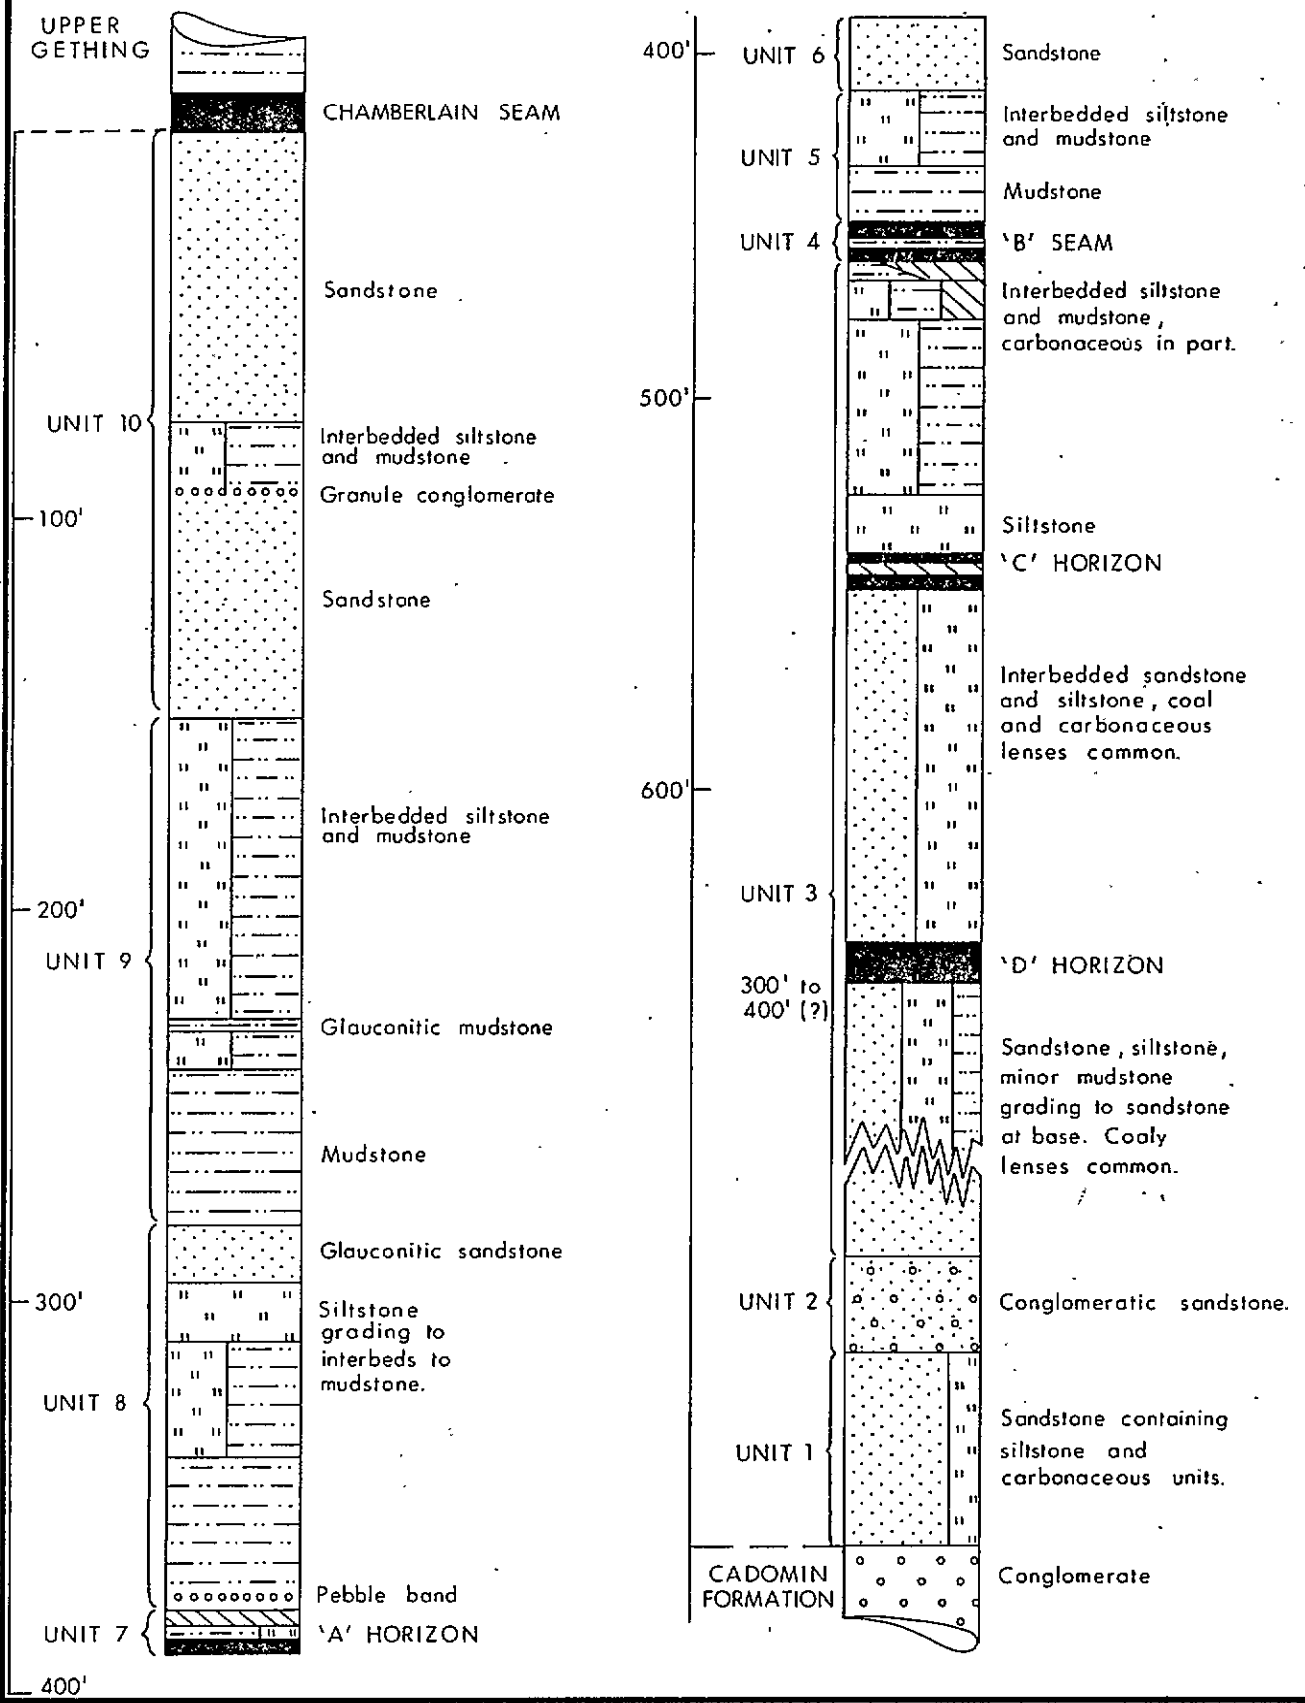 UPPER
GETHING
CHAMBERLAIN SEAM
Sandstone
UNIT 10
Interbedded siltstone
and mudstone
Granule conglomerate
100'
Sandstone
Interbedded siltstone
and mudstone
200'
UNIT 9
Glauconitic mudstone
Mudstone
Glauconitic sandstone
300'
Siltstone
grading to
interbeds to
mudstone.
UNIT 8
Pebble band
UNIT 7
'A' HORIZON
400'
400'
UNIT 6
Sandstone
Interbedded siltstone
and mudstone
UNIT 5
Mudstone
UNIT 4
'B' SEAM
Interbedded siltstone
and mudstone,
carbonaceous in part.
500'
Siltstone
'C' HORIZON
Interbedded sandstone
and siltstone, coal
and carbonaceous
lenses common.
600'
UNIT 3
'D' HORIZON
300' to
400' (?)
Sandstone, siltstone,
minor mudstone
grading to sandstone
at base. Coaly
lenses common.
UNIT 2
Conglomeratic sandstone.
Sandstone containing
siltstone and
carbonaceous units.
UNIT 1
CADOMIN
FORMATION
Conglomerate